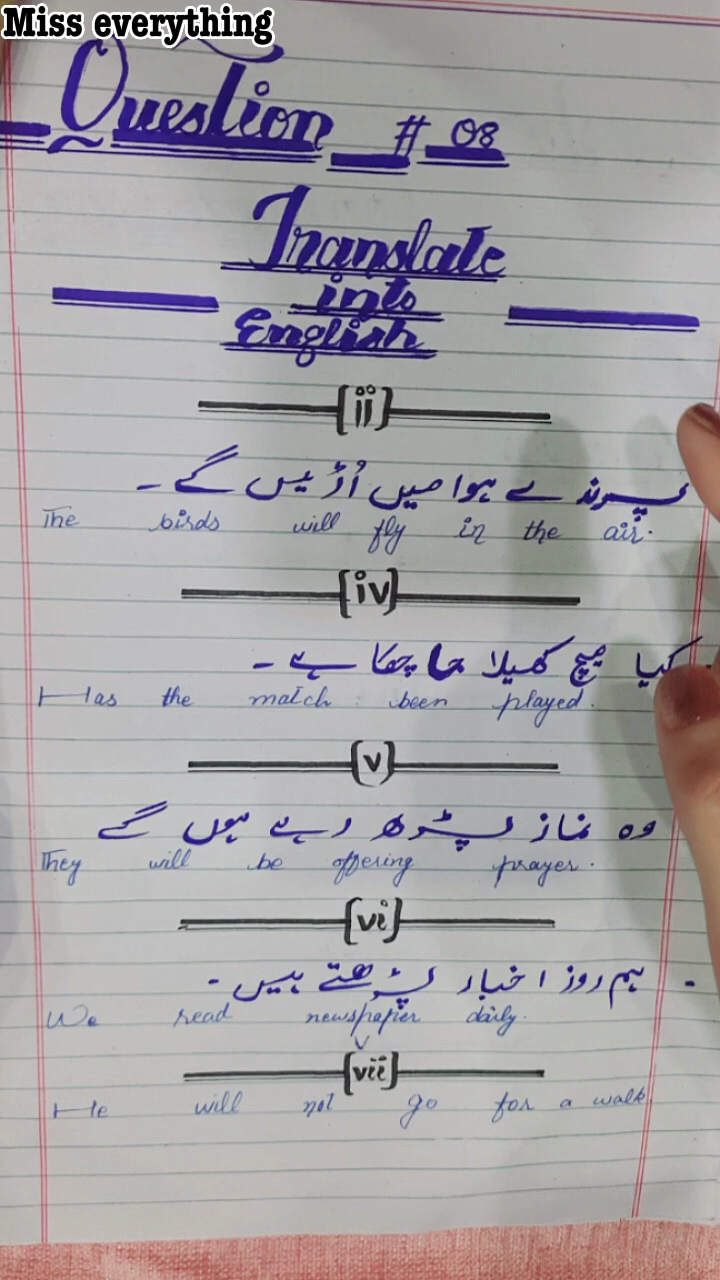 Miss everything
Question # 08
Translate
into
English
{ii}
پرندے ہوا میں اُڑیں گے۔
The birds will fly in the air.
{iv}
کیا میچ کھیلا جا چکا ہے۔
Has the match been played.
{v}
وہ نماز پڑھ رہے ہوں گے
They will be offering prayer.
{vi}
ہم روز اخبار پڑھتے ہیں۔
We read newspaper daily.
{vii}
He will not go for a walk